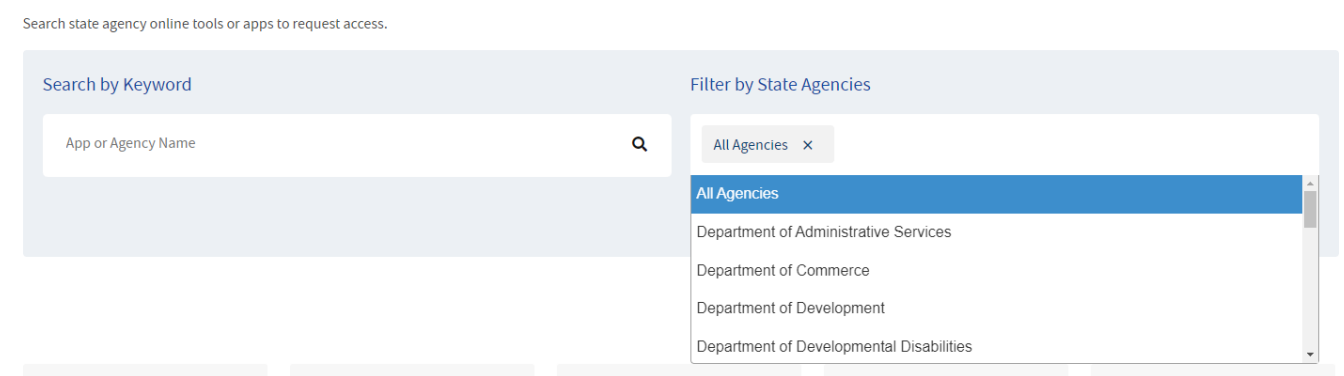 Search state agency online tools or apps to request access.
Search by Keyword
App or Agency Name
Filter by State Agencies
All Agencies ×
All Agencies
Department of Administrative Services
Department of Commerce
Department of Development
Department of Developmental Disabilities